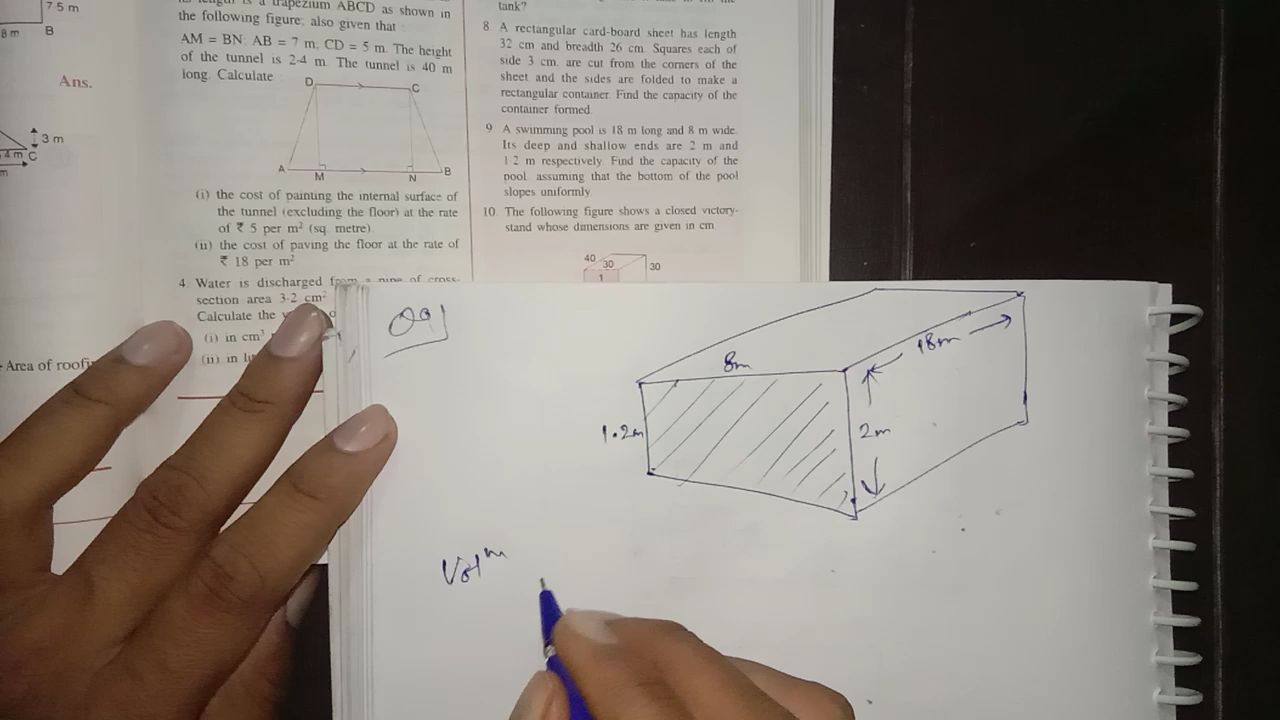 7·5 m
8 m
B
Ans.
3 m
4 m
C
m
Area of roofi
is a trapezium ABCD as shown in
the following figure; also given that :
AM = BN; AB = 7 m; CD = 5 m. The height
of the tunnel is 2·4 m. The tunnel is 40 m
long. Calculate :
D
C
A
M
N
B
(i) the cost of painting the internal surface of
the tunnel (excluding the floor) at the rate
of ₹ 5 per m² (sq. metre).
(ii) the cost of paving the floor at the rate of
₹ 18 per m².
4. Water is discharged from a pipe of cross-
section area 3·2 cm²
Calculate the
(i) in cm³
(ii) in
tank?
8. A rectangular card-board sheet has length
32 cm and breadth 26 cm. Squares each of
side 3 cm, are cut from the corners of the
sheet and the sides are folded to make a
rectangular container. Find the capacity of the
container formed.
9. A swimming pool is 18 m long and 8 m wide.
Its deep and shallow ends are 2 m and
1·2 m respectively. Find the capacity of the
pool, assuming that the bottom of the pool
slopes uniformly.
10. The following figure shows a closed victory-
stand whose dimensions are given in cm.
40
30
30
1
Q9
8m
18m
1.2m
2m
Volᵐ